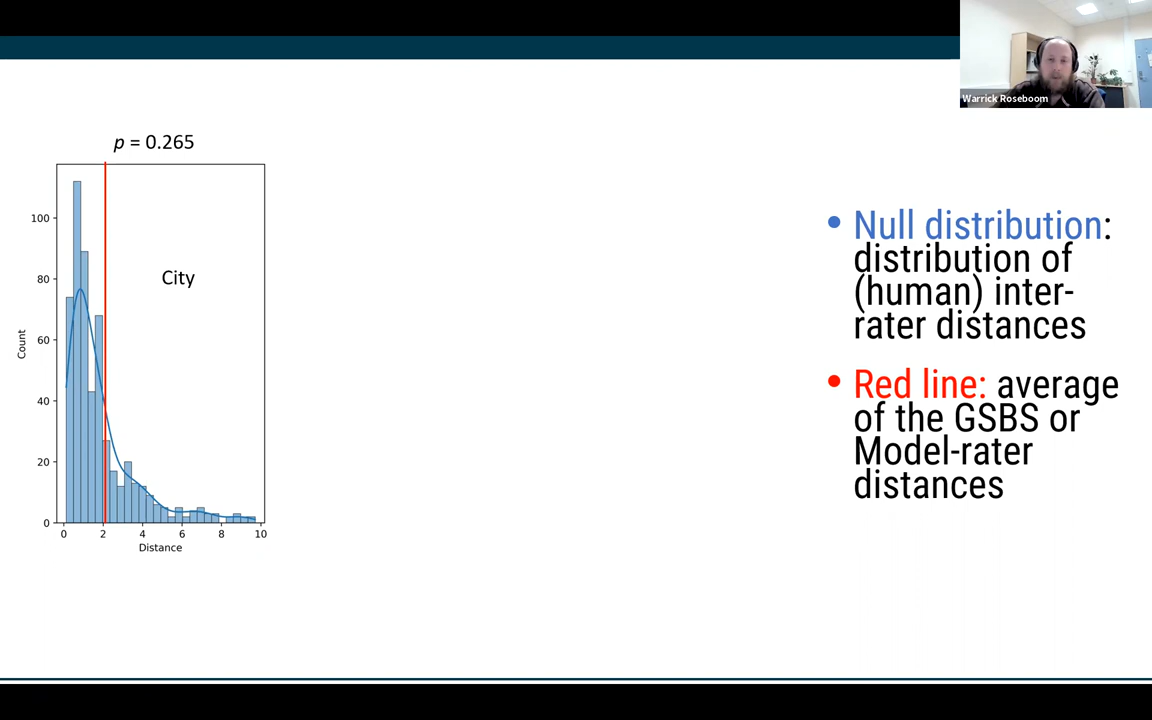 Warrick Roseboom
p = 0.265
City
Count
100
80
60
40
20
0
0 2 4 6 8 10
Distance
• Null distribution:
distribution of
(human) inter-
rater distances
• Red line: average
of the GSBS or
Model-rater
distances